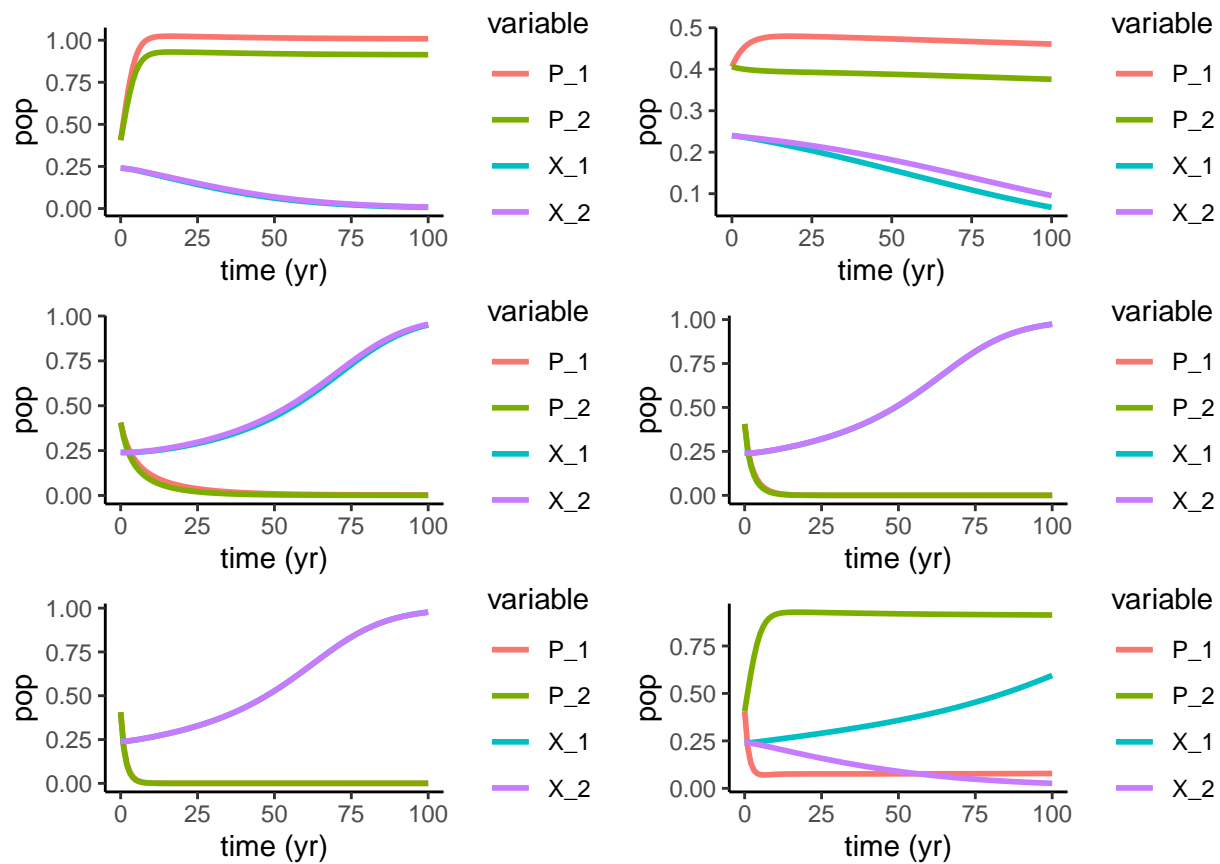 variable
1.00
0.75
0.50
0.25
0.00
pop
0 25 50 75 100
time (yr)
P_1
P_2
X_1
X_2
variable
0.5
0.4
0.3
0.2
0.1
pop
0 25 50 75 100
time (yr)
P_1
P_2
X_1
X_2
variable
1.00
0.75
0.50
0.25
0.00
pop
0 25 50 75 100
time (yr)
P_1
P_2
X_1
X_2
variable
1.00
0.75
0.50
0.25
0.00
pop
0 25 50 75 100
time (yr)
P_1
P_2
X_1
X_2
variable
1.00
0.75
0.50
0.25
0.00
pop
0 25 50 75 100
time (yr)
P_1
P_2
X_1
X_2
variable
0.75
0.50
0.25
0.00
pop
0 25 50 75 100
time (yr)
P_1
P_2
X_1
X_2